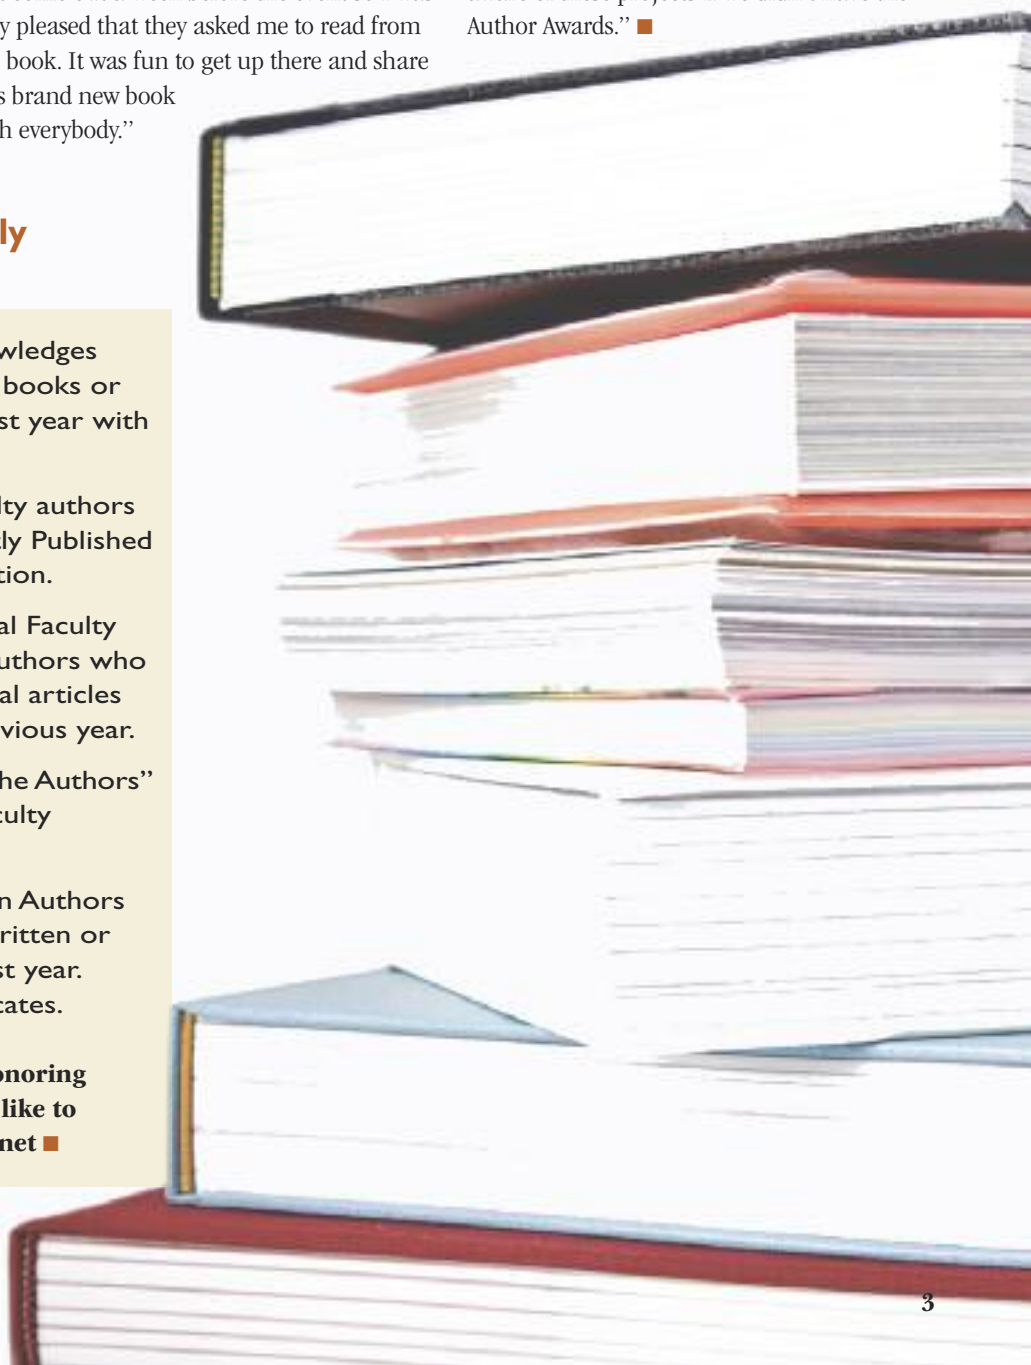 y pleased that they asked me to read from
book. It was fun to get up there and share
s brand new book
h everybody.”
Author Awards.” ■
ly
wledges
books or
st year with
lty authors
ly Published
tion.
al Faculty
uthors who
al articles
vious year.
he Authors”
culty
n Authors
ritten or
st year.
cates.
onoring
like to
net ■
3